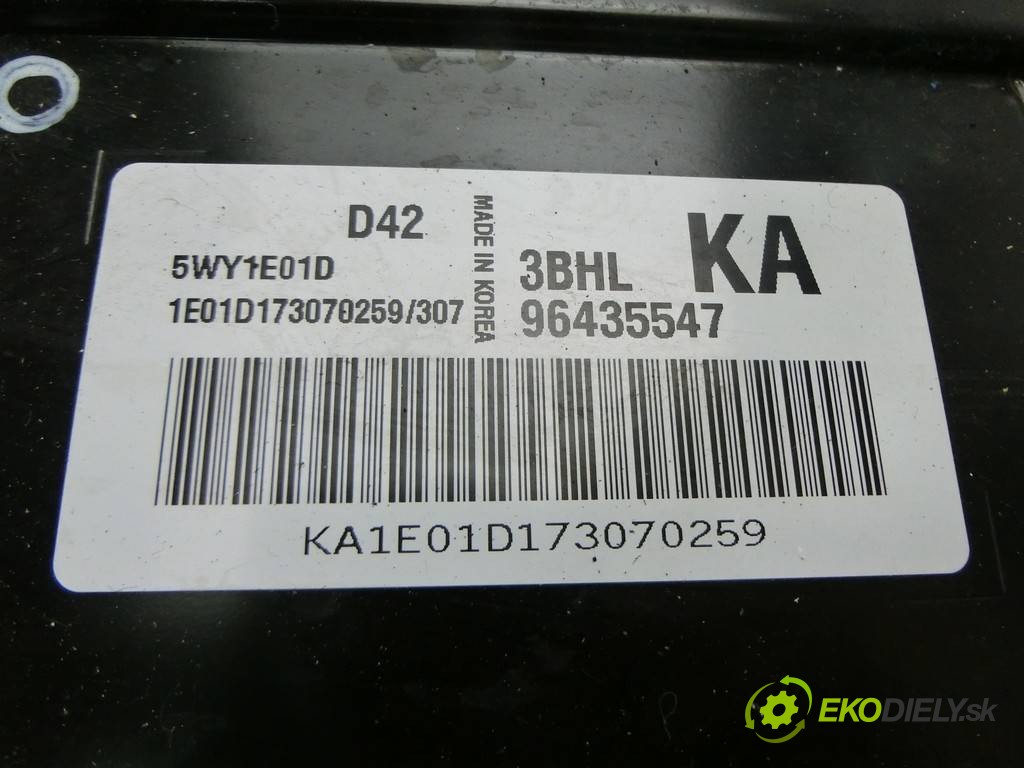 D42
5WY1E01D
1E01D173070259/307
MADE IN KOREA
3BHL
KA
96435547
KA1E01D173070259
EKODIELY.sk